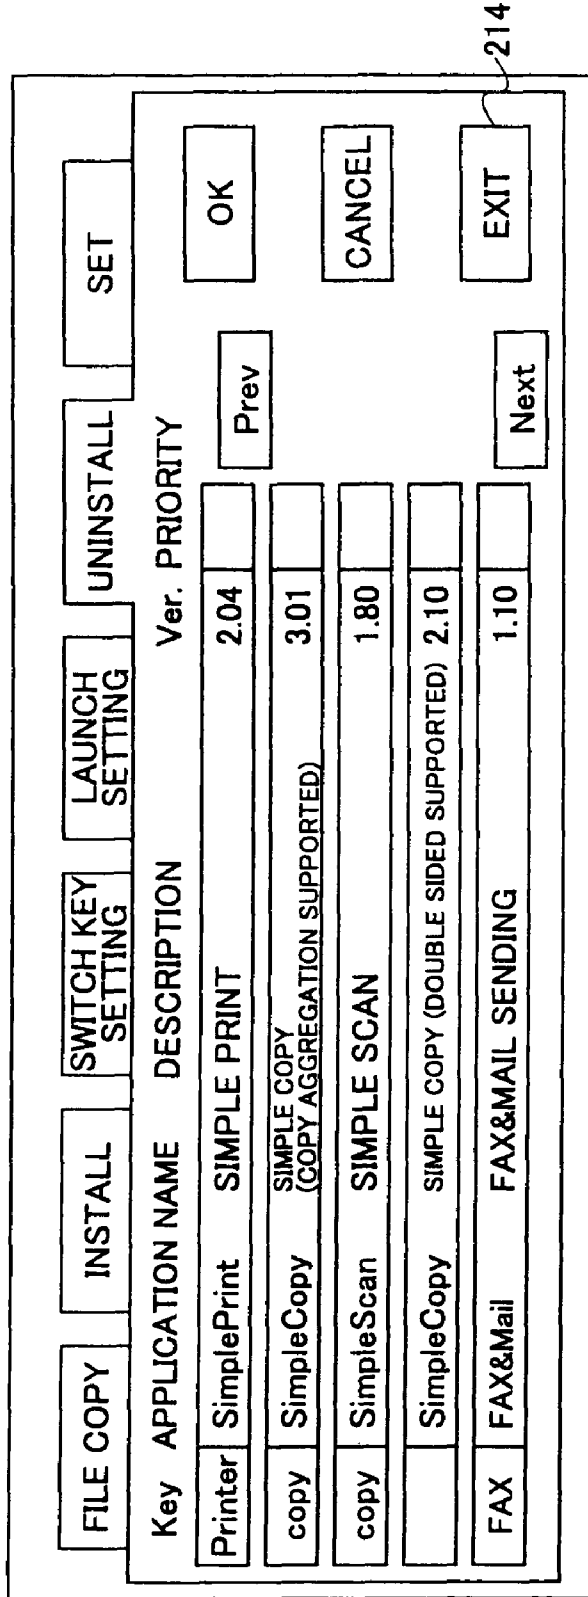 FILE COPY
INSTALL
SWITCH KEY
SETTING
LAUNCH
SETTING
UNINSTALL
SET
Key APPLICATION NAME DESCRIPTION Ver. PRIORITY
Printer SimplePrint SIMPLE PRINT 2.04
copy SimpleCopy SIMPLE COPY
(COPY AGGREGATION SUPPORTED) 3.01
copy SimpleScan SIMPLE SCAN 1.80
SimpleCopy SIMPLE COPY (DOUBLE SIDED SUPPORTED) 2.10
FAX FAX&Mail FAX&MAIL SENDING 1.10
Prev
Next
OK
CANCEL
EXIT
214